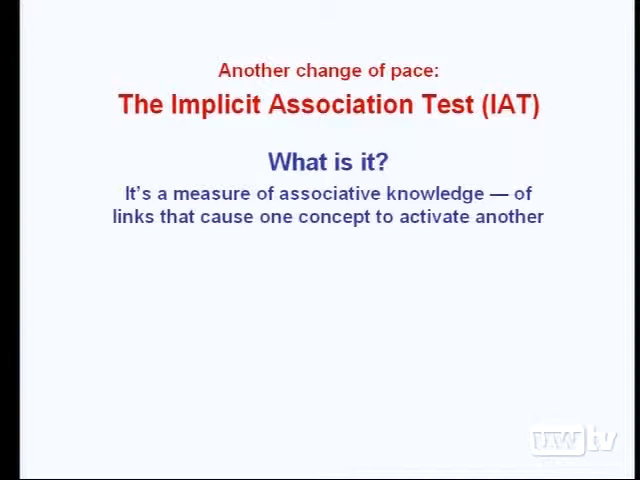 Another change of pace:
The Implicit Association Test (IAT)
What is it?
It's a measure of associative knowledge — of
links that cause one concept to activate another
uwtv